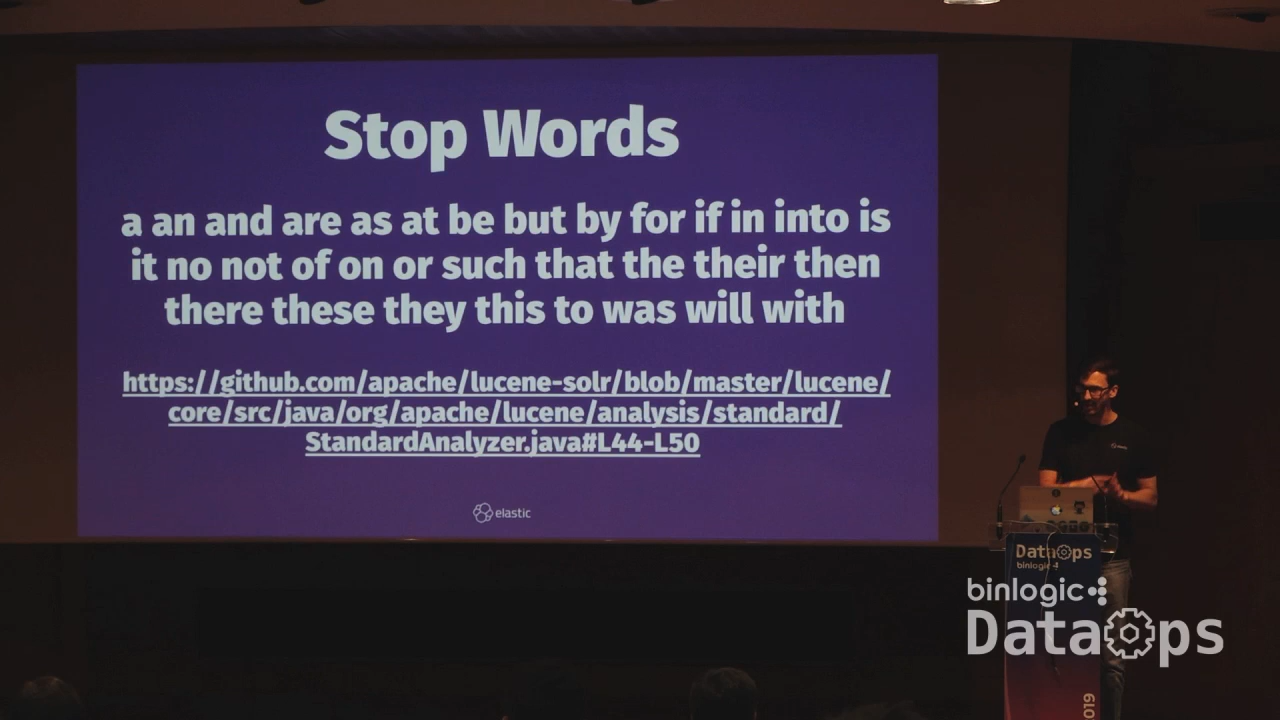 Stop Words
a an and are as at be but by for if in into is
it no not of on or such that the their then
there these they this to was will with
https://github.com/apache/lucene-solr/blob/master/lucene/
core/src/java/org/apache/lucene/analysis/standard/
StandardAnalyzer.java#L44-L50
elastic
DataOps
binlogic
binlogic
DataOps
019